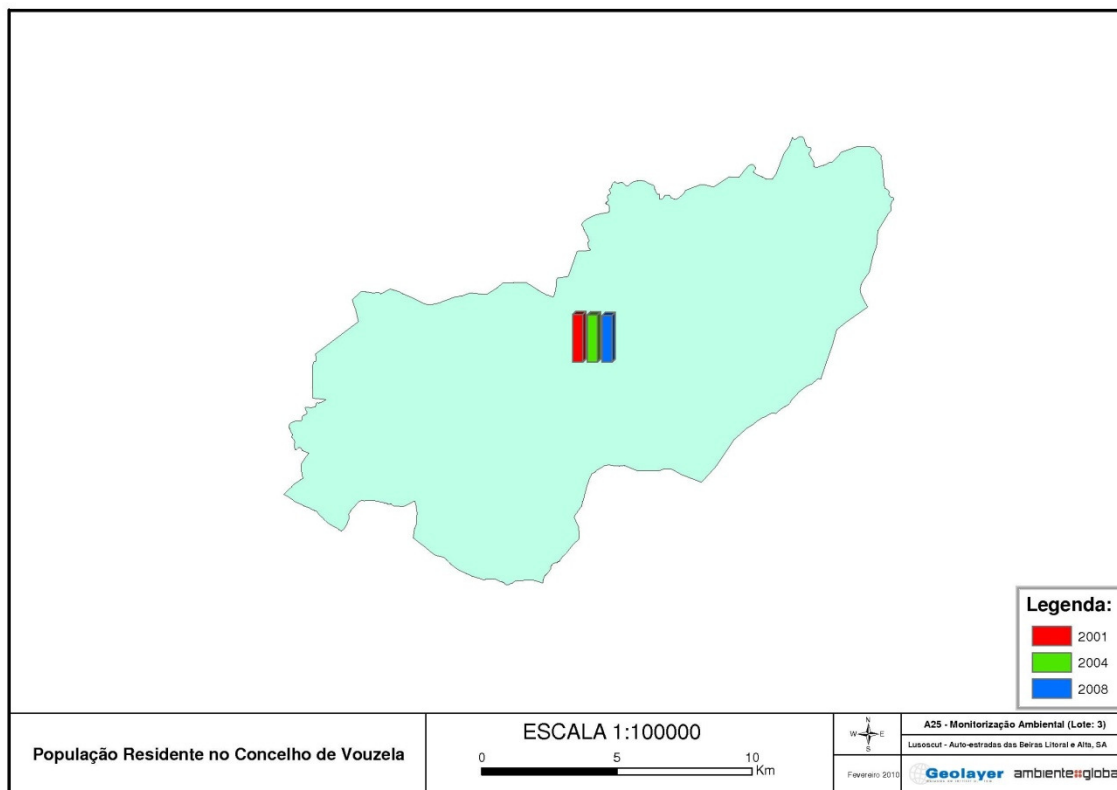 Legenda:
2001
2004
2008
População Residente no Concelho de Vouzela
ESCALA 1:100000
0 5 10
Km
N
W E
S
Fevereiro 2010
A25 - Monitorização Ambiental (Lote: 3)
Lusoscut - Auto-estradas das Beiras Litoral e Alta, SA
Geolayer
ambiente global